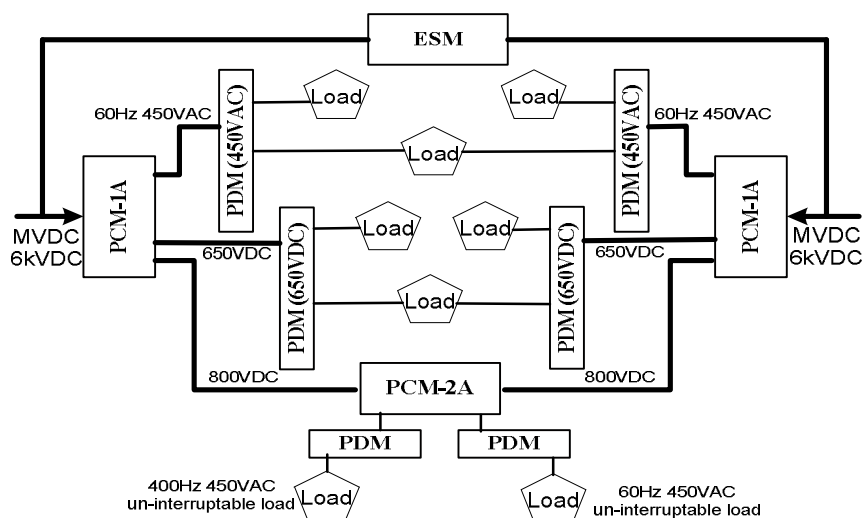 ESM
Load
Load
60Hz 450VAC
PDM (450VAC)
PDM (450VAC)
60Hz 450VAC
Load
PCM-1A
PCM-1A
MVDC
6kVDC
MVDC
6kVDC
Load
Load
650VDC
PDM (650VDC)
PDM (650VDC)
650VDC
Load
800VDC
PCM-2A
800VDC
PDM
PDM
400Hz 450VAC
un-interruptable load
Load
Load
60Hz 450VAC
un-interruptable load